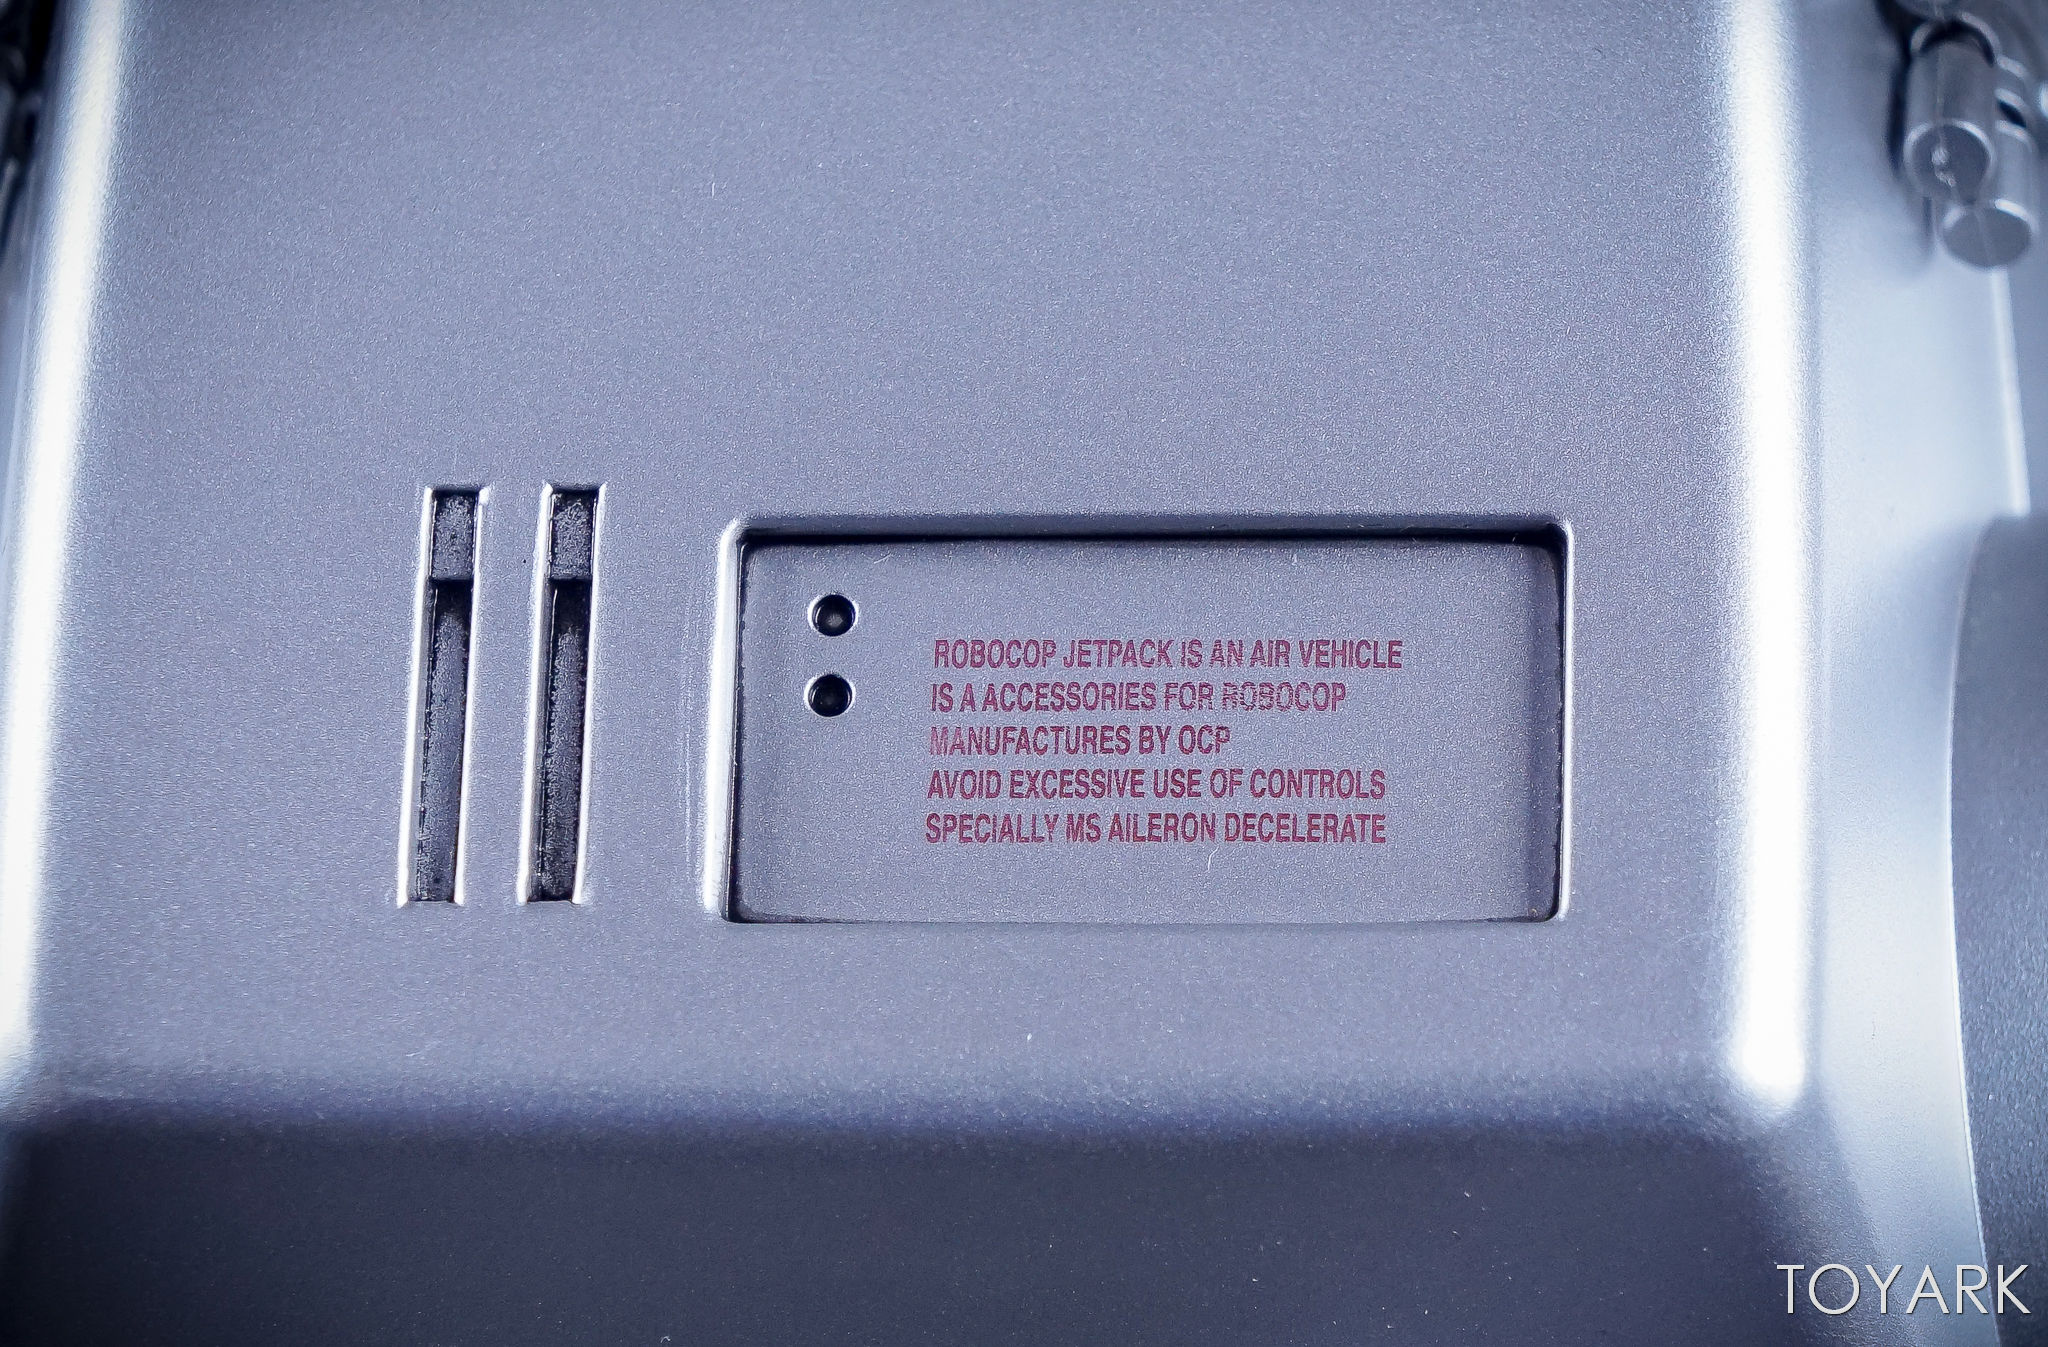 ROBOCOP JETPACK IS AN AIR VEHICLE
IS A ACCESSORIES FOR ROBOCOP
MANUFACTURES BY OCP
AVOID EXCESSIVE USE OF CONTROLS
SPECIALLY MS AILERON DECELERATE
TOYARK